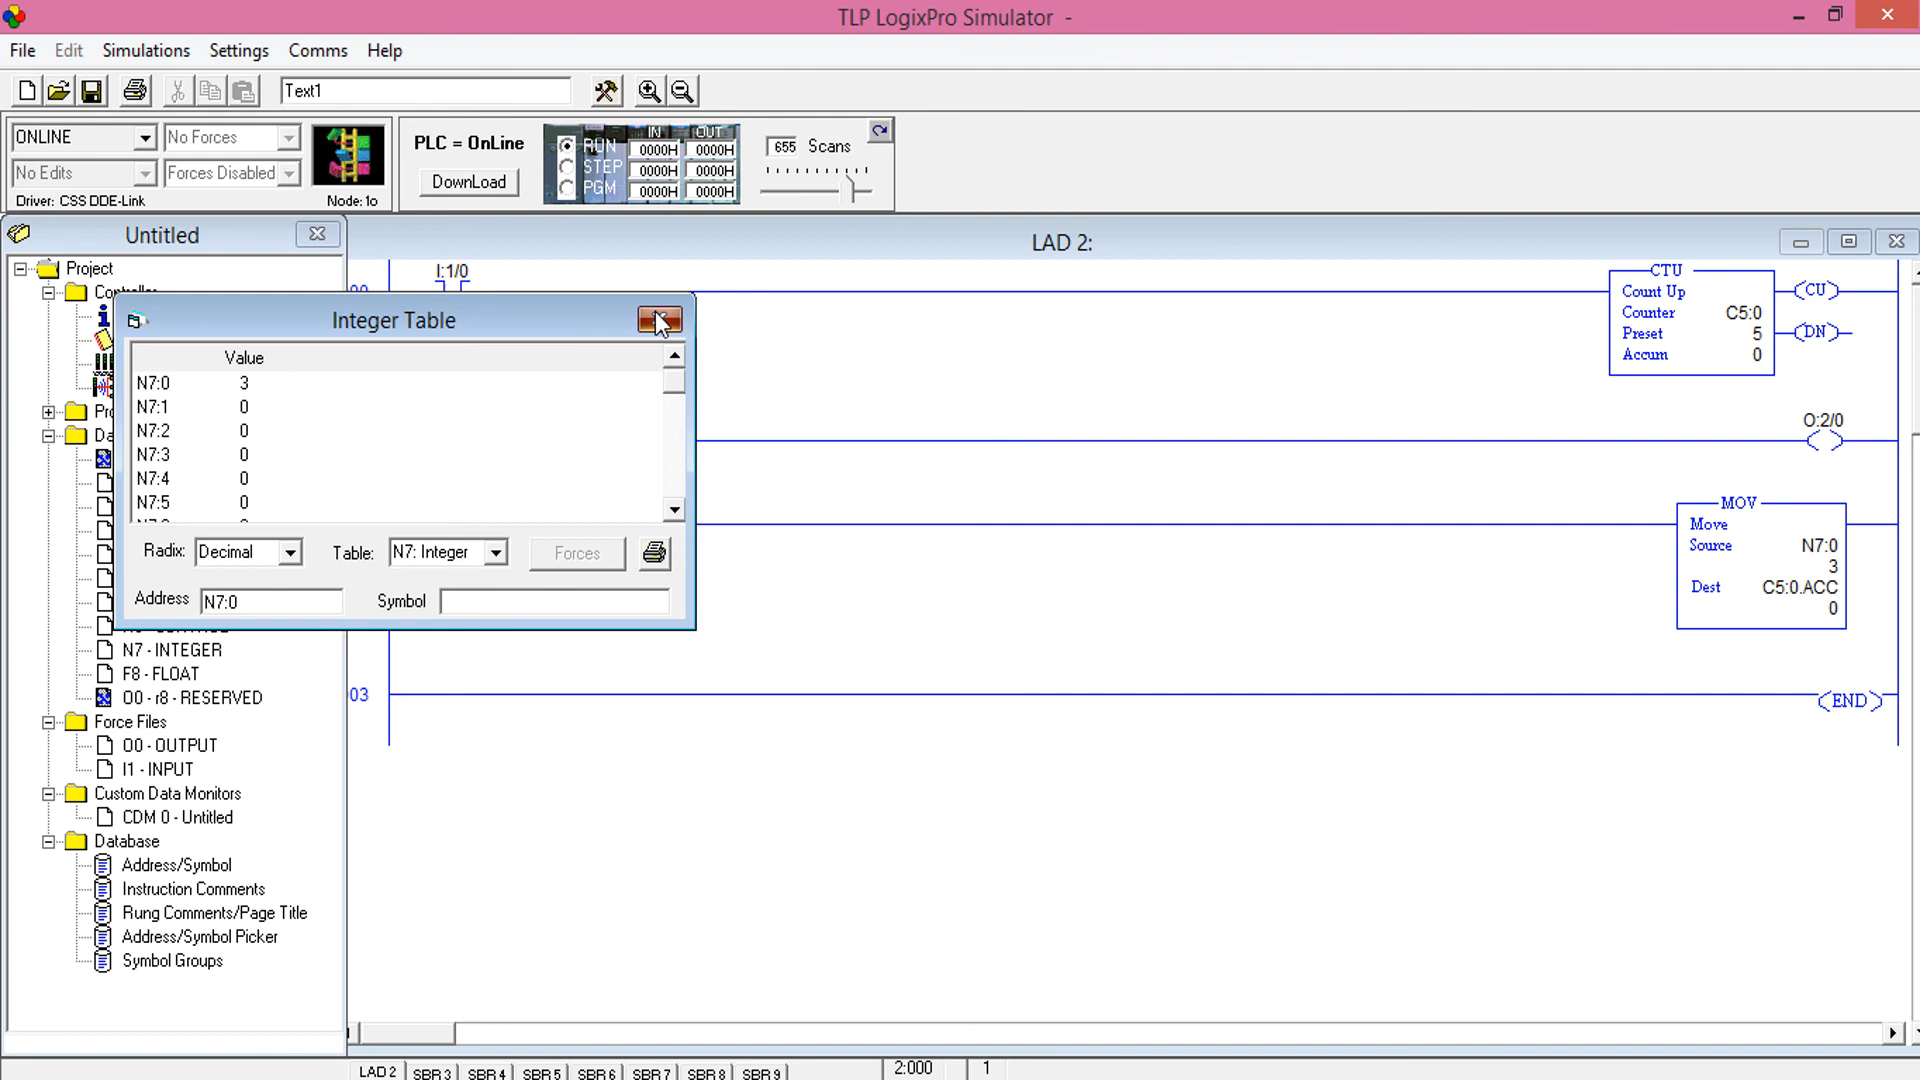 TLP LogixPro Simulator -
File Edit Simulations Settings Comms Help
Text1
ONLINE No Forces
No Edits Forces Disabled
Driver: CSS DDE-Link Node: 1o
PLC = OnLine
DownLoad
IN OUT
RUN 0000H 0000H
STEP 0000H 0000H
PGM 0000H 0000H
655 Scans
Untitled
Project
N7 - INTEGER
F8 - FLOAT
O0 - r8 - RESERVED
Force Files
O0 - OUTPUT
I1 - INPUT
Custom Data Monitors
CDM 0 - Untitled
Database
Address/Symbol
Instruction Comments
Rung Comments/Page Title
Address/Symbol Picker
Symbol Groups
Integer Table
Value
N7:0 3
N7:1 0
N7:2 0
N7:3 0
N7:4 0
N7:5 0
Radix: Decimal Table: N7: Integer Forces
Address N7:0 Symbol
LAD 2:
I:1/0
CTU
Count Up
Counter C5:0
Preset 5
Accum 0
CU
DN
O:2/0
MOV
Move
Source N7:0
3
Dest C5:0.ACC
0
03
END
LAD 2 SBR 3 SBR 4 SBR 5 SBR 6 SBR 7 SBR 8 SBR 9
2:000 1